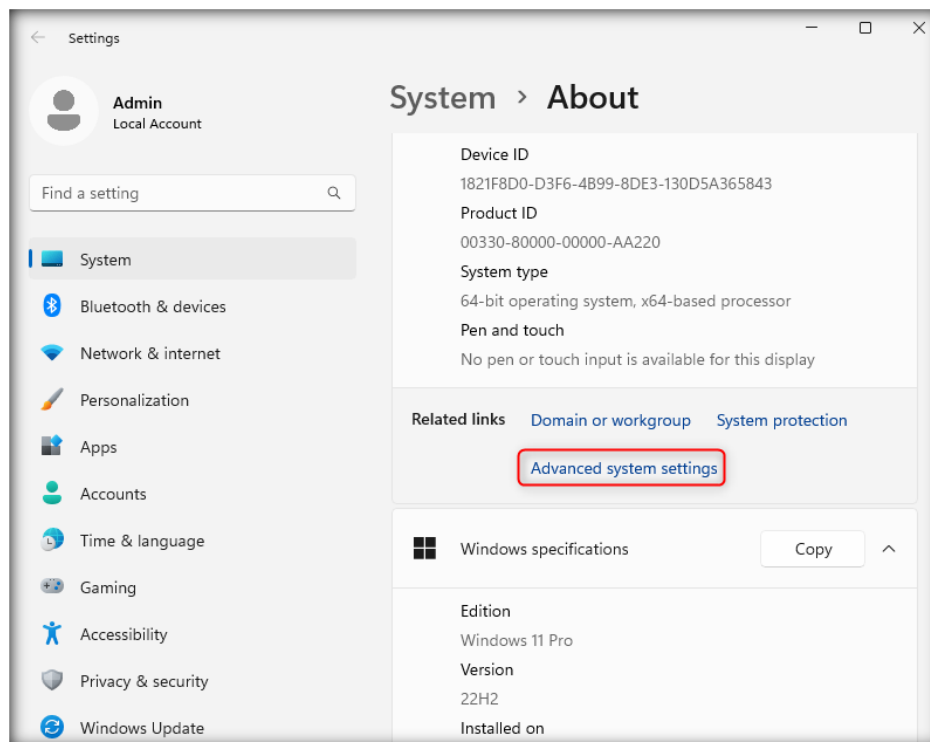 Settings
Admin
Local Account
Find a setting
System
Bluetooth & devices
Network & internet
Personalization
Apps
Accounts
Time & language
Gaming
Accessibility
Privacy & security
Windows Update
System > About
Device ID
1821F8D0-D3F6-4B99-8DE3-130D5A365843
Product ID
00330-80000-00000-AA220
System type
64-bit operating system, x64-based processor
Pen and touch
No pen or touch input is available for this display
Related links Domain or workgroup System protection
Advanced system settings
Windows specifications Copy
Edition
Windows 11 Pro
Version
22H2
Installed on